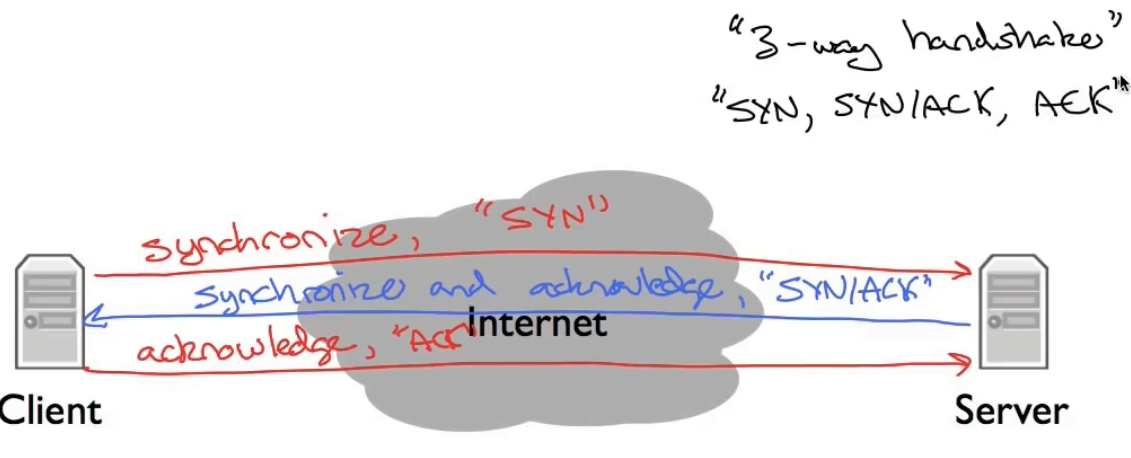 "3-way handshake"
"SYN, SYN/ACK, ACK"
synchronize, "SYN"
synchronize and acknowledge, "SYN/ACK"
internet
acknowledge, "ACK"
Client
Server